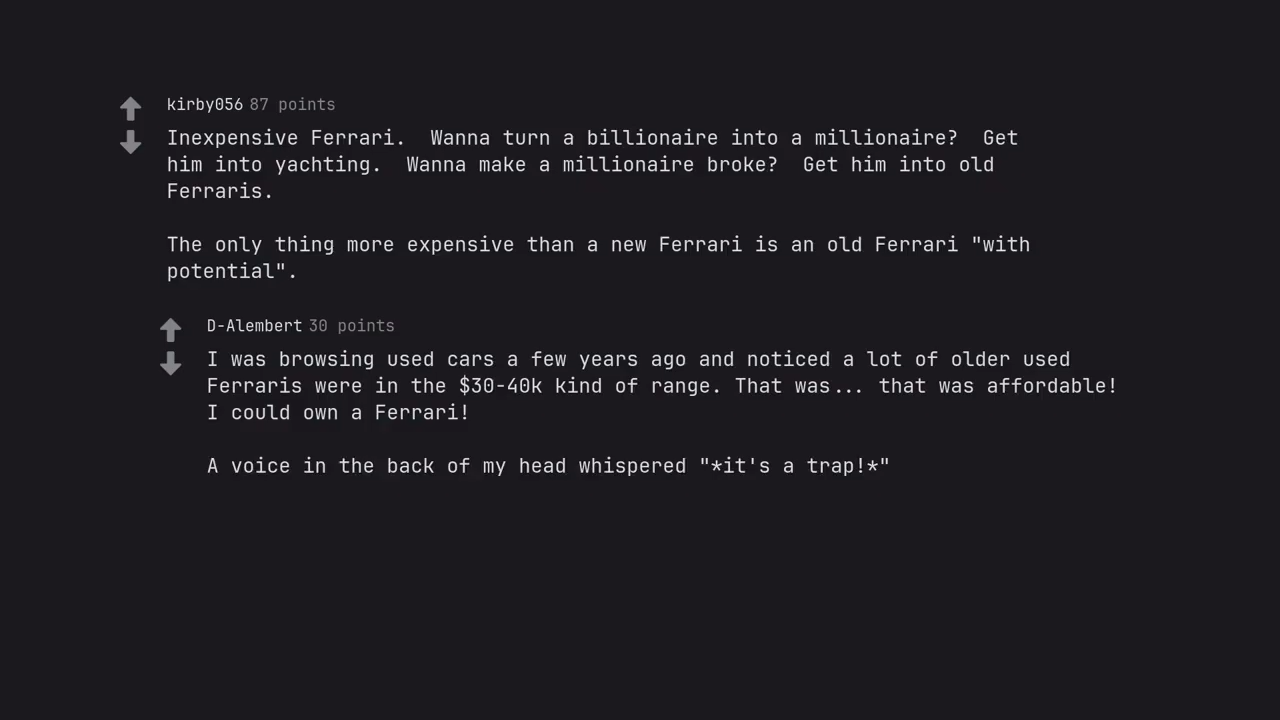 kirby056 87 points
Inexpensive Ferrari.  Wanna turn a billionaire into a millionaire?  Get
him into yachting.  Wanna make a millionaire broke?  Get him into old
Ferraris.
The only thing more expensive than a new Ferrari is an old Ferrari "with
potential".
D-Alembert 30 points
I was browsing used cars a few years ago and noticed a lot of older used
Ferraris were in the $30-40k kind of range. That was... that was affordable!
I could own a Ferrari!
A voice in the back of my head whispered "*it's a trap!*"